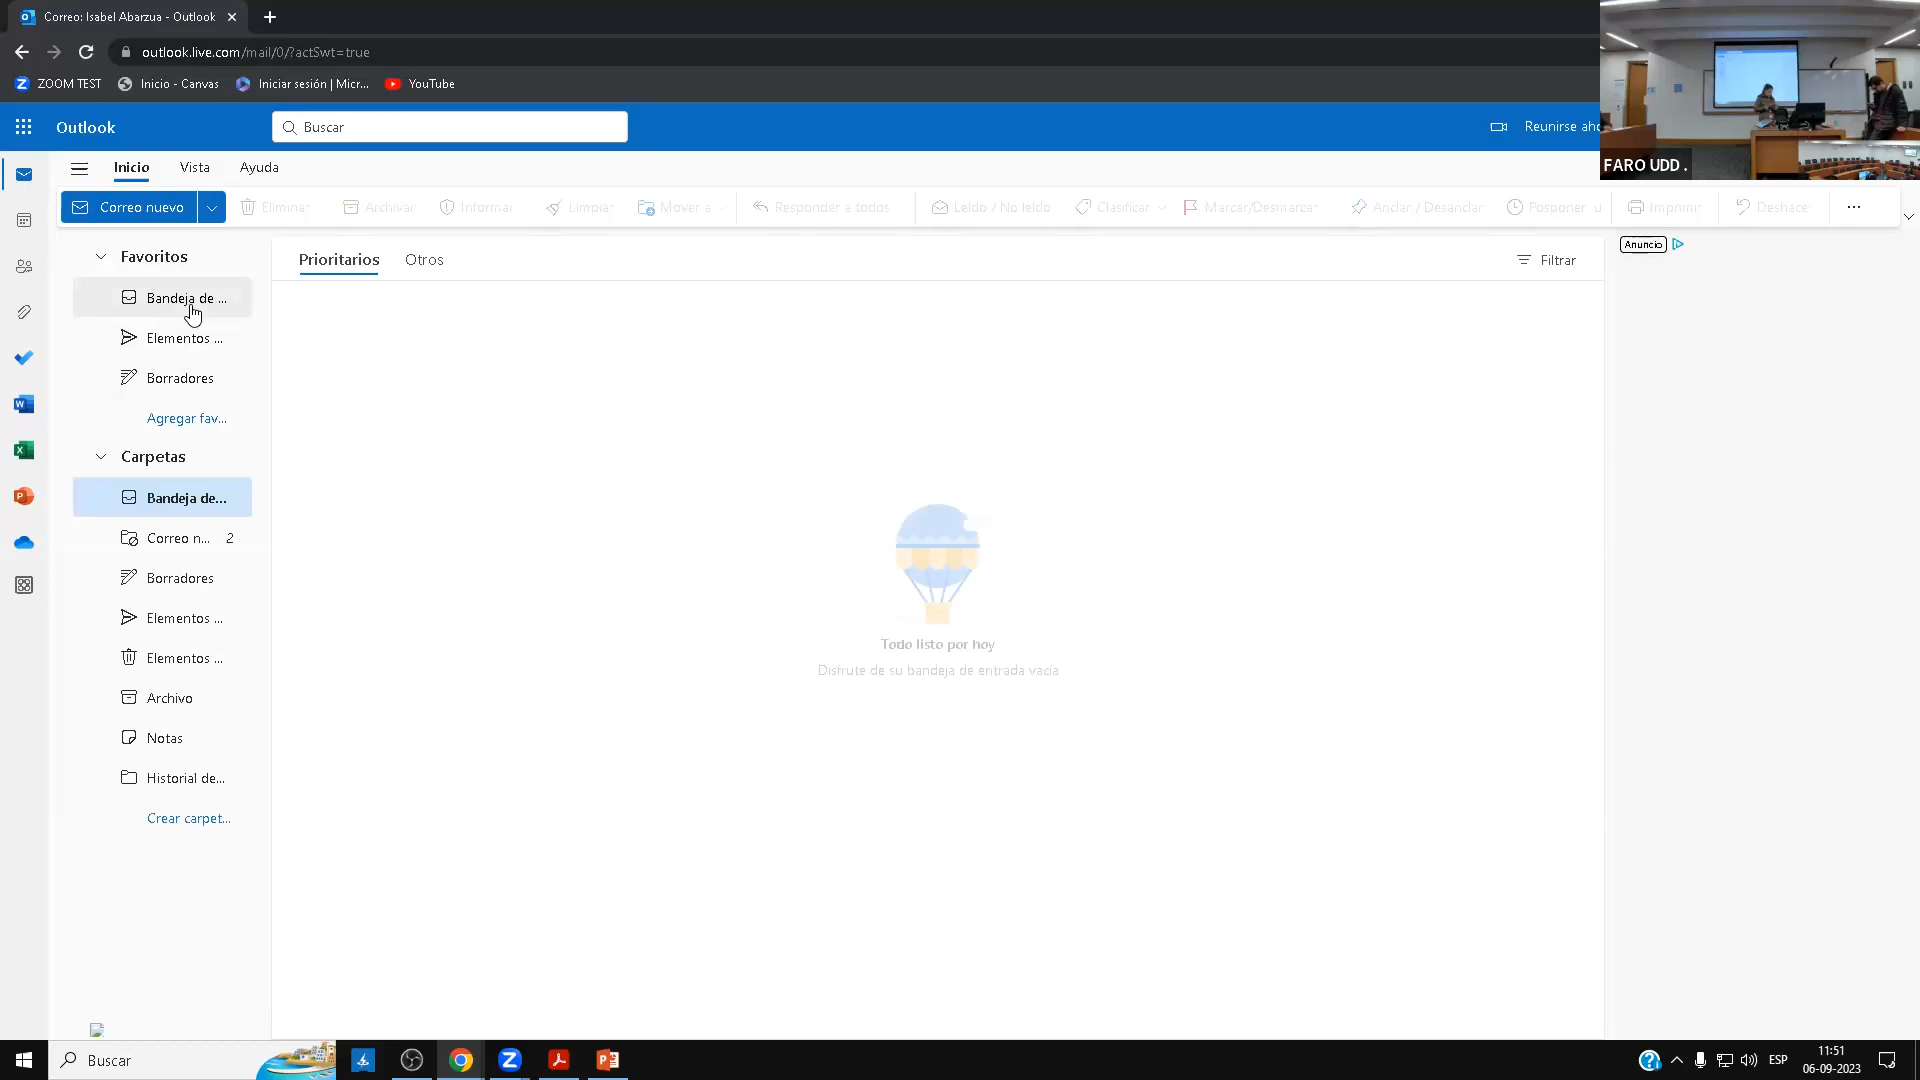 Correo: Isabel Abarzua - Outlook
outlook.live.com/mail/0/?actSwt=true
ZOOM TEST
Inicio - Canvas
Iniciar sesión | Micr...
YouTube
Outlook
Buscar
Reunirse aho
FARO UDD .
Inicio
Vista
Ayuda
Correo nuevo
Eliminar
Archivar
Informar
Limpiar
Mover a
Responder a todos
Leído / No leído
Clasificar
Marcar/Desmarcar
Anclar / Desanclar
Posponer
Imprimir
Deshacer
...
Favoritos
Bandeja de ...
Elementos ...
Borradores
Agregar fav...
Carpetas
Bandeja de...
Correo n... 2
Borradores
Elementos ...
Elementos ...
Archivo
Notas
Historial de...
Crear carpet...
Prioritarios
Otros
Filtrar
Anuncio
Todo listo por hoy
Disfrute de su bandeja de entrada vacía
Buscar
ESP
11:51
06-09-2023